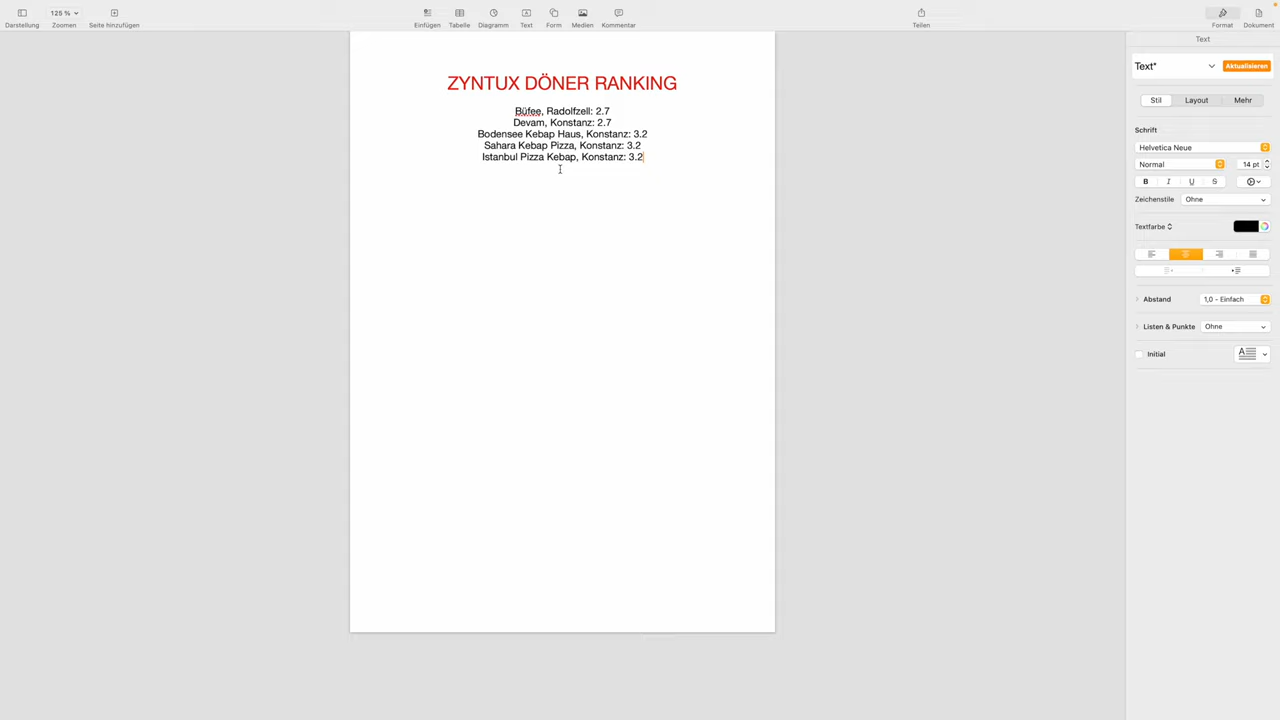 125 %
Darstellung Zoomen Seite hinzufügen Einfügen Tabelle Diagramm Text Form Medien Kommentar Teilen Format Dokument
Text
Text* Aktualisieren
Stil Layout Mehr
Schrift
Helvetica Neue
Normal 14 pt
B I U S
Zeichenstile Ohne
Textfarbe
Abstand 1,0 - Einfach
Listen & Punkte Ohne
Initial A
ZYNTUX DÖNER RANKING
Büfee, Radolfzell: 2.7
Devam, Konstanz: 2.7
Bodensee Kebap Haus, Konstanz: 3.2
Sahara Kebap Pizza, Konstanz: 3.2
Istanbul Pizza Kebap, Konstanz: 3.2